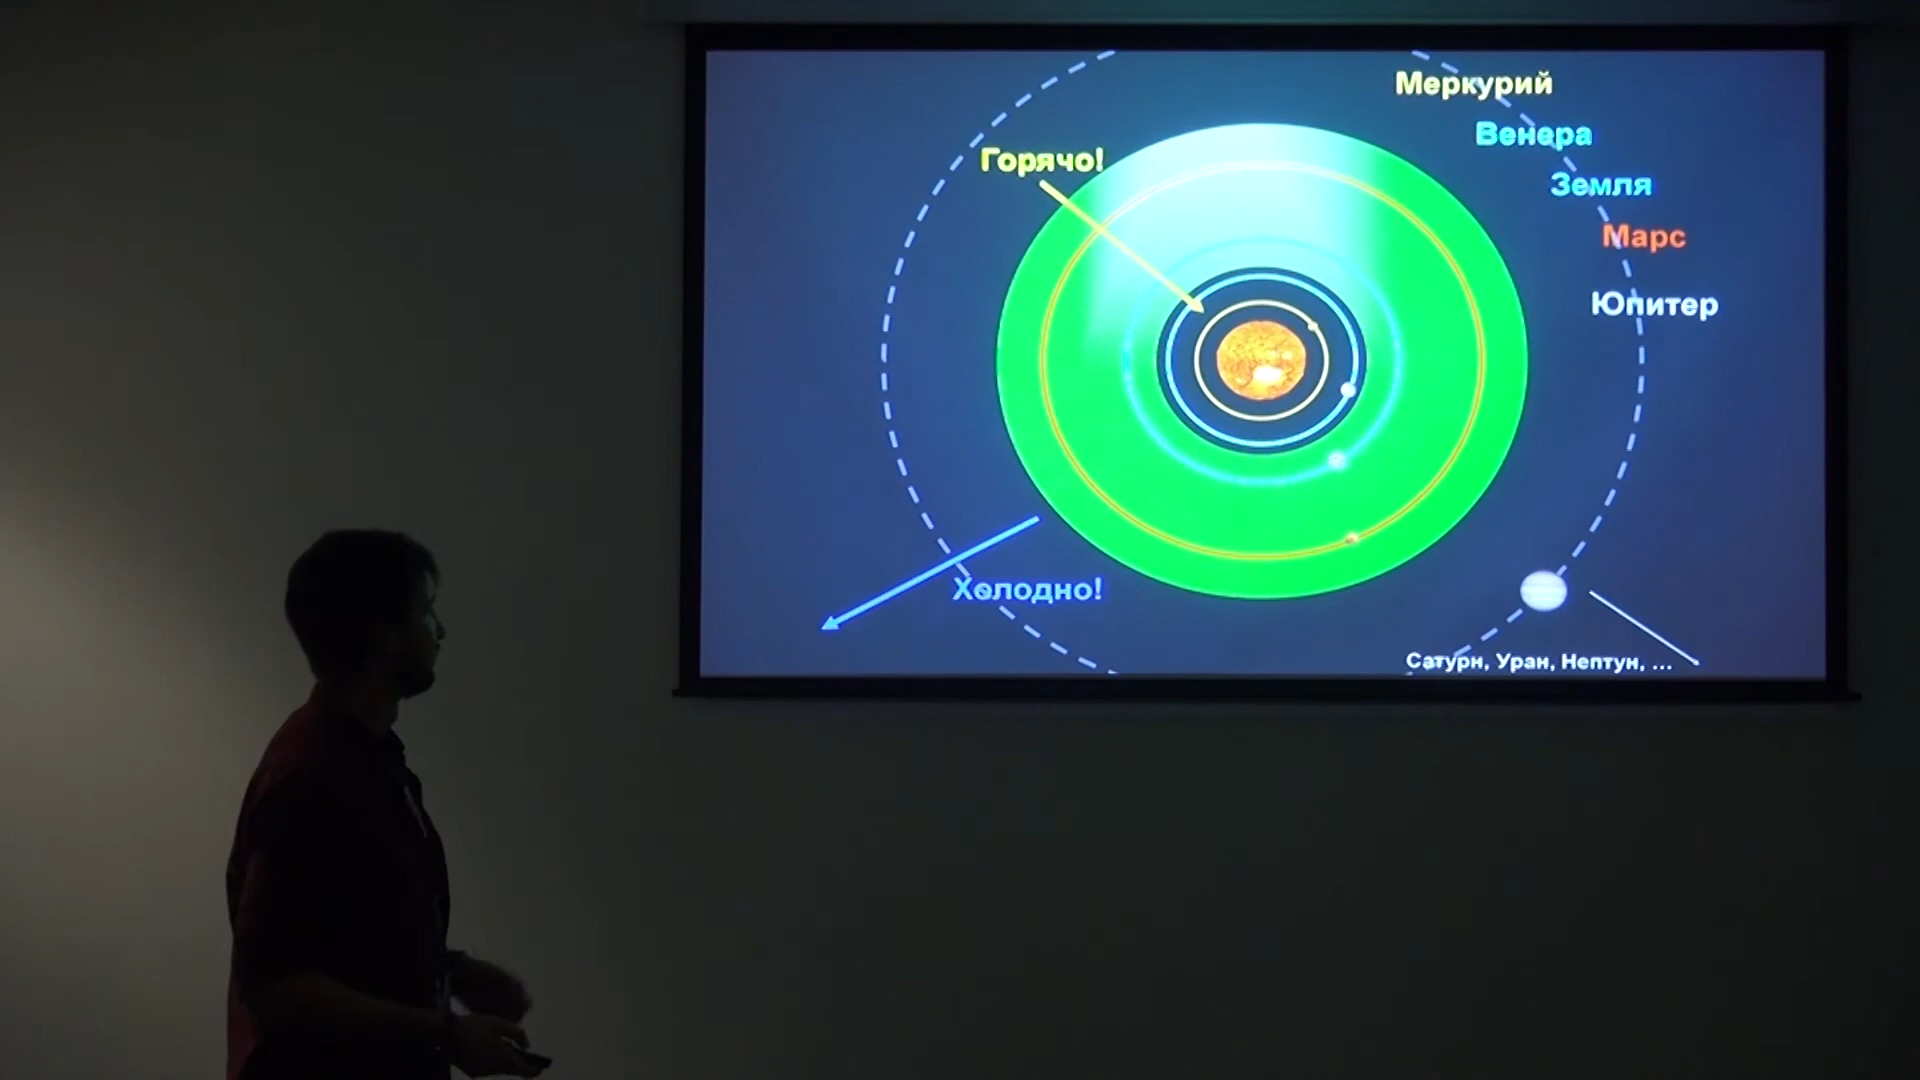 Меркурий
Венера
Горячо!
Земля
Марс
Юпитер
Холодно!
Сатурн, Уран, Нептун, ...